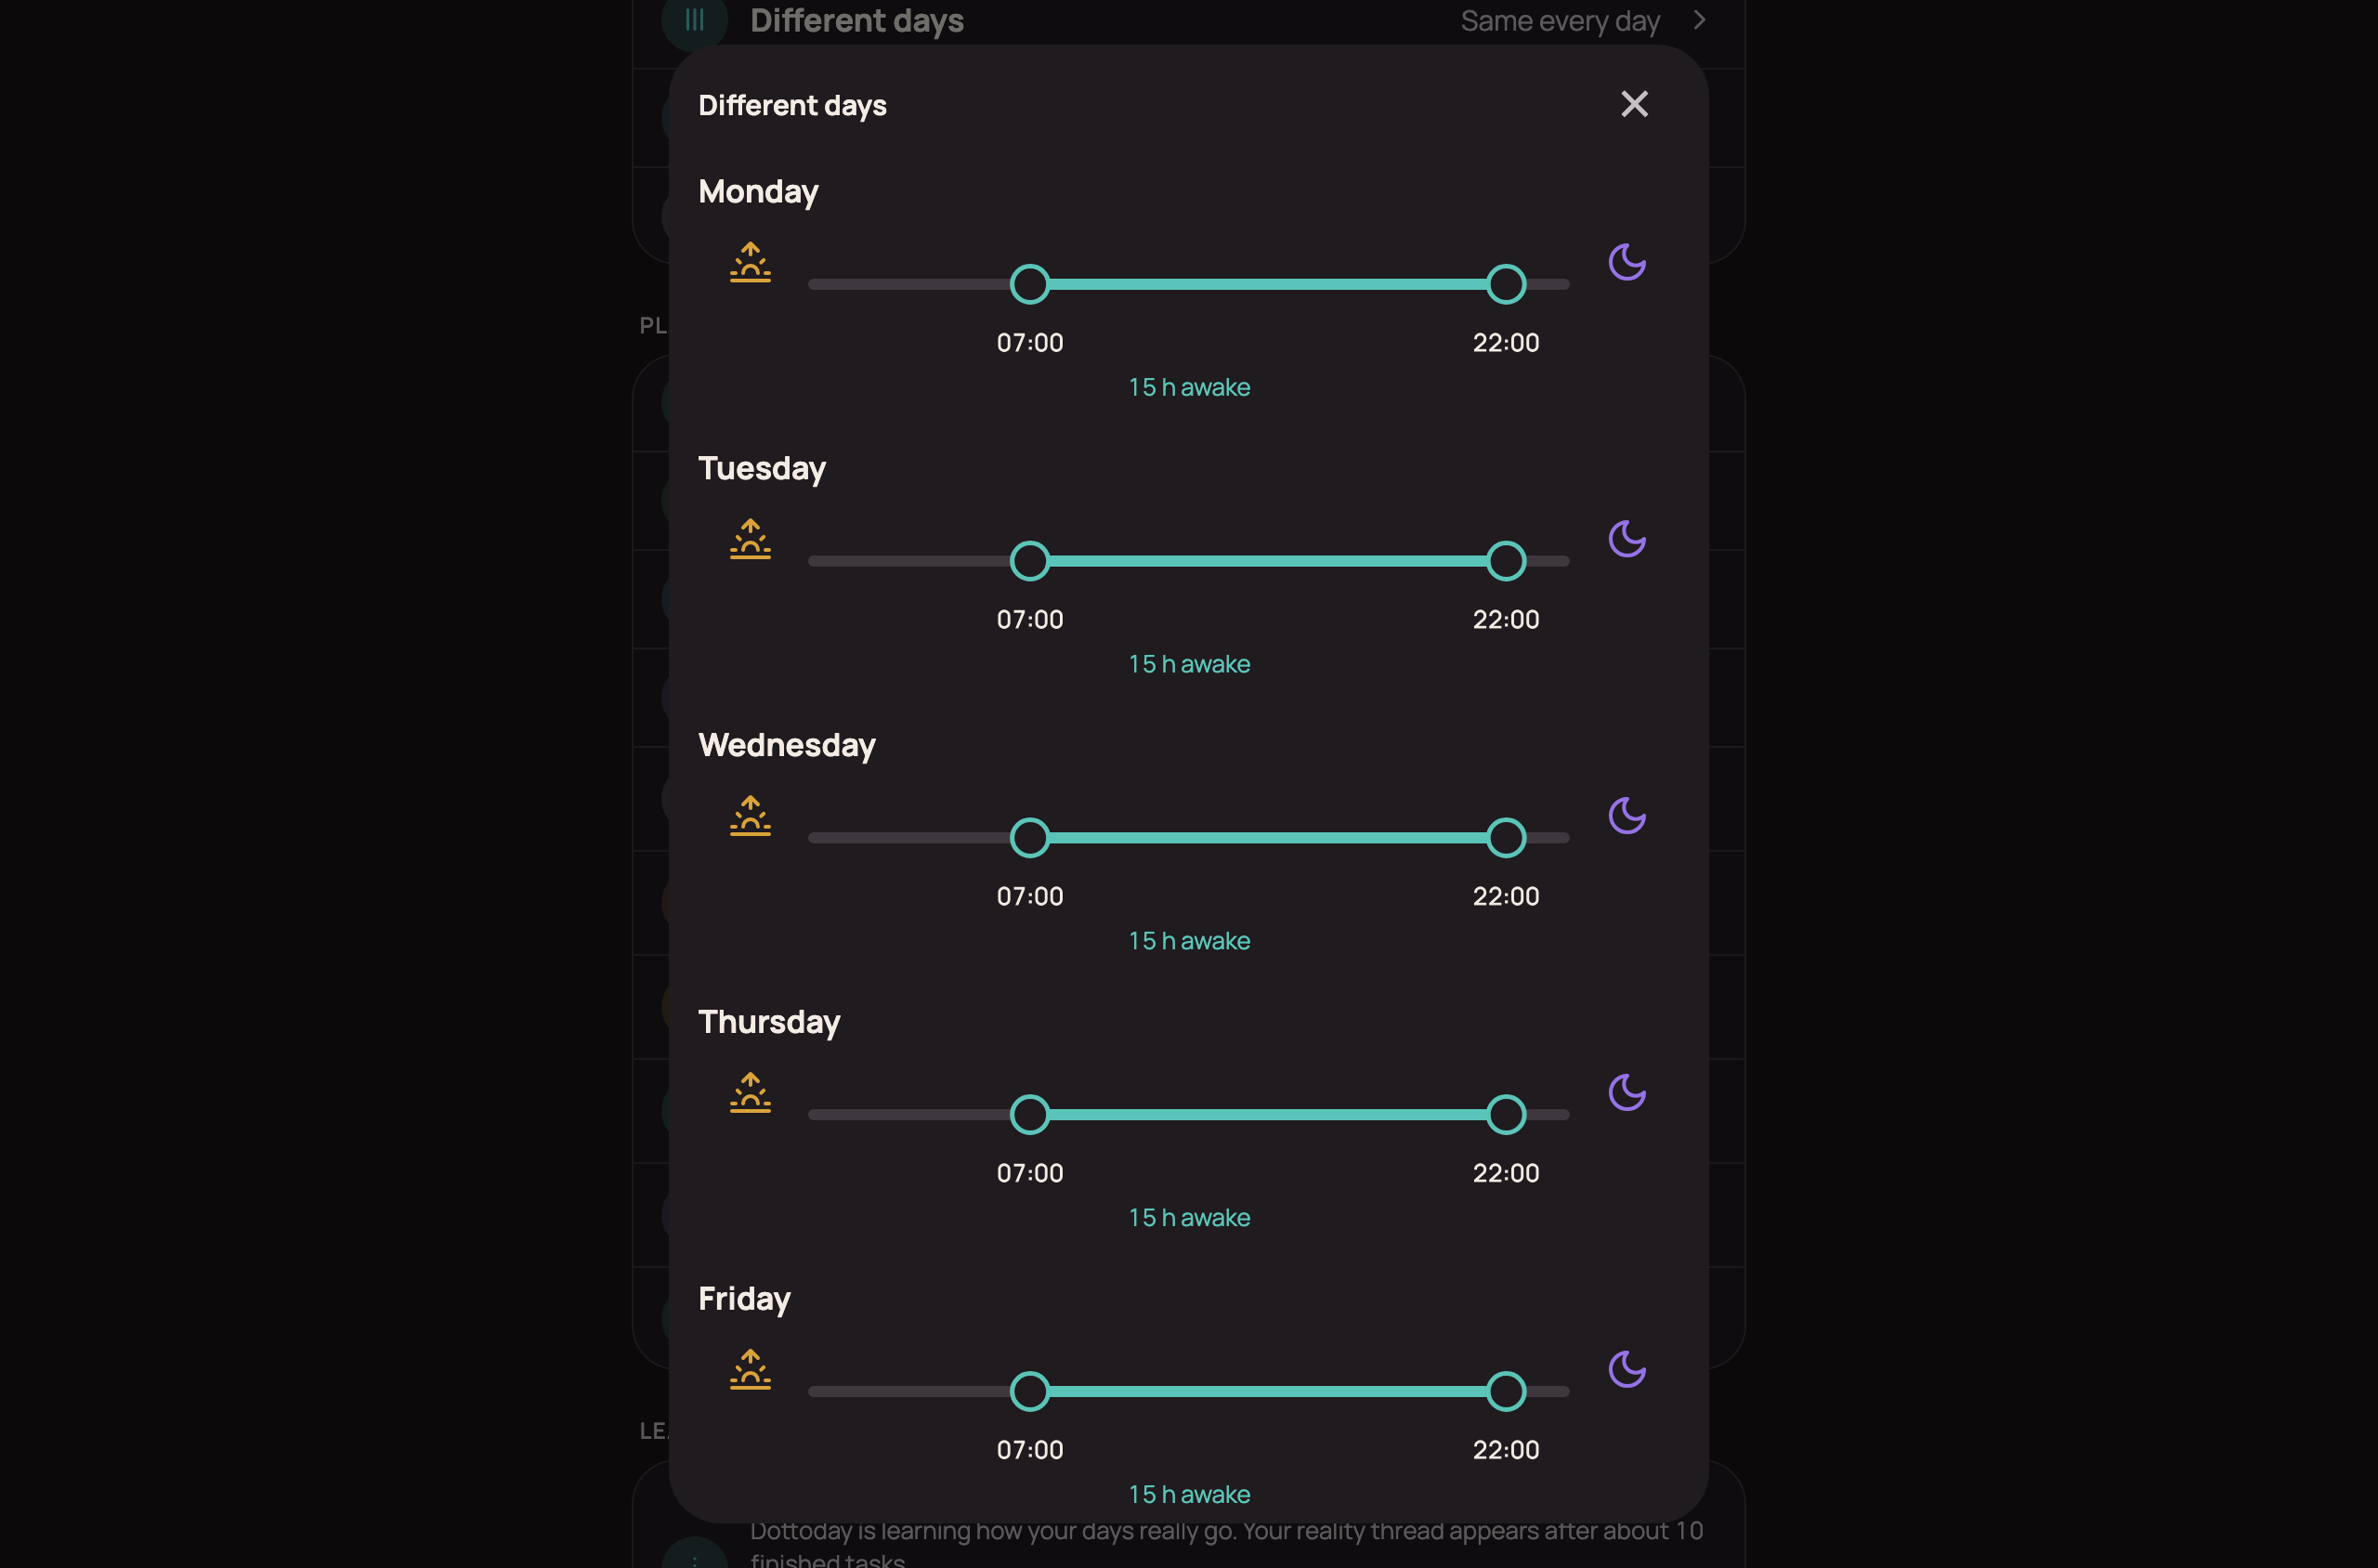 Different days
Same every day
Different days
Monday
07:00 22:00
15 h awake
Tuesday
07:00 22:00
15 h awake
Wednesday
07:00 22:00
15 h awake
Thursday
07:00 22:00
15 h awake
Friday
07:00 22:00
15 h awake
PL
LE
Dottoday is learning how your days really go. Your reality thread appears after about 10
finished tasks